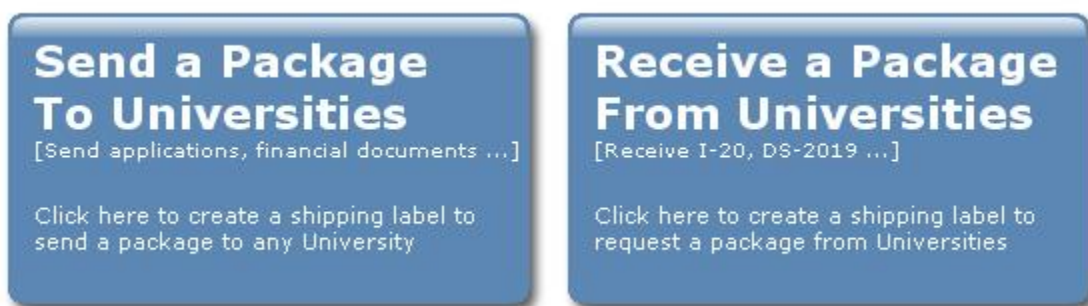 Send a Package
To Universities
[Send applications, financial documents ...]
Click here to create a shipping label to
send a package to any University
Receive a Package
From Universities
[Receive I-20, DS-2019 ...]
Click here to create a shipping label to
request a package from Universities